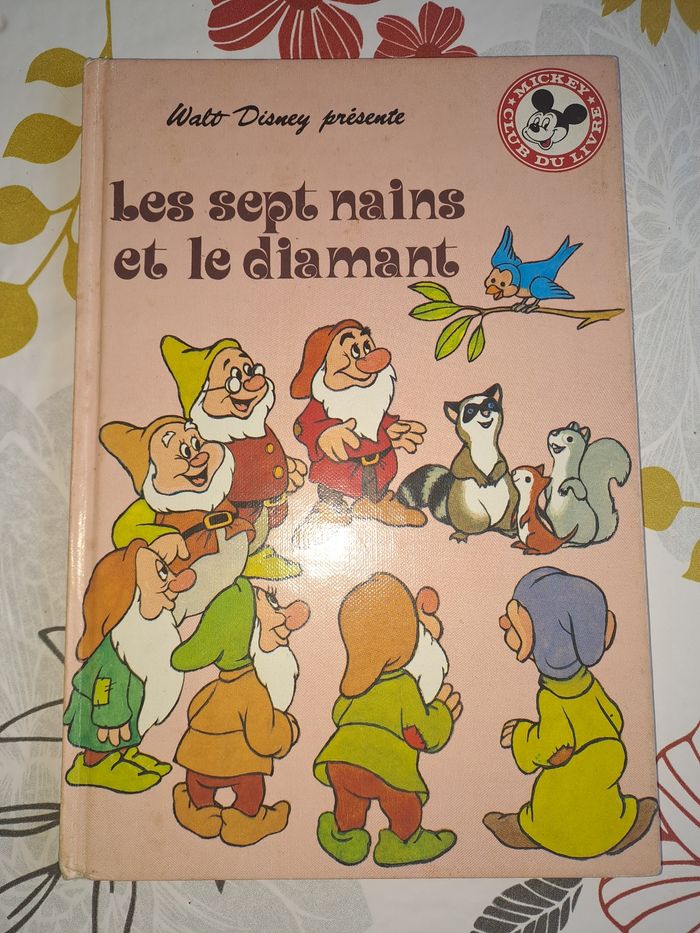 Walt Disney présente
MICKEY
CLUB DU LIVRE
Les sept nains
et le diamant